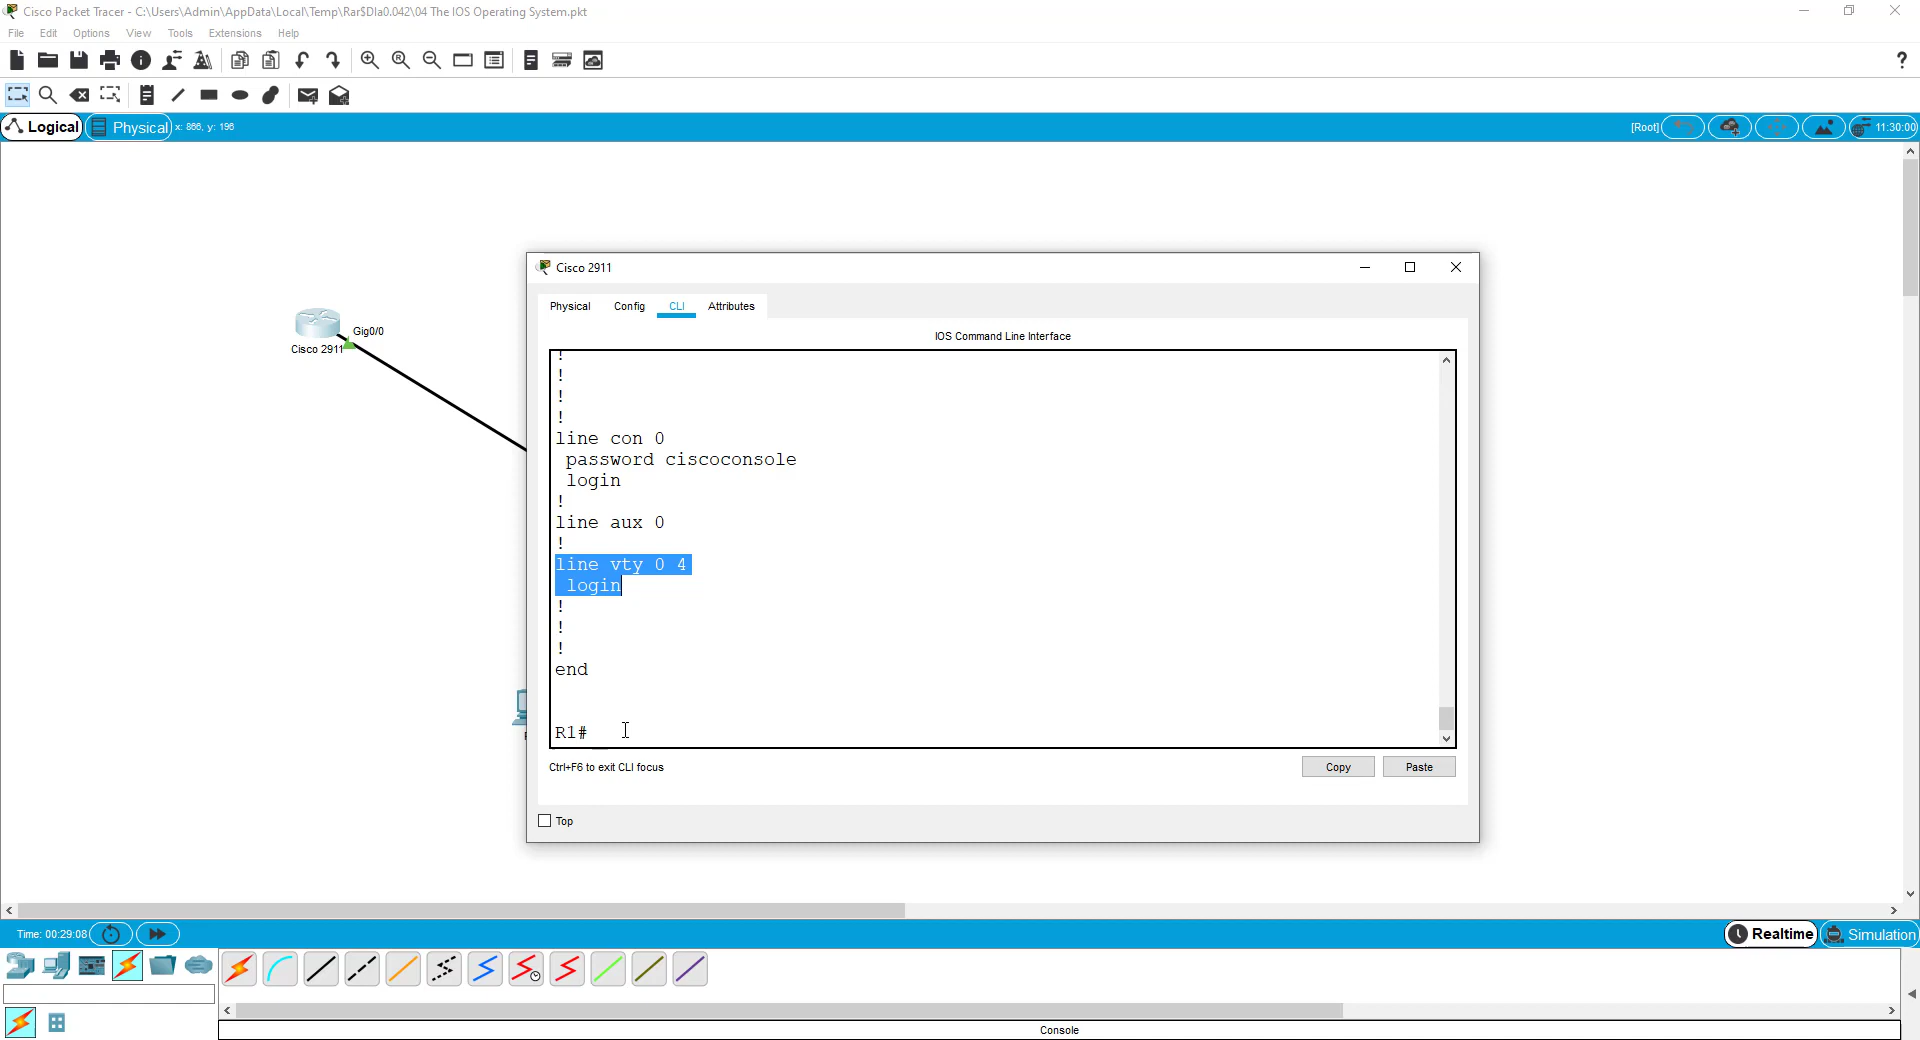 Cisco Packet Tracer - C:\Users\Admin\AppData\Local\Temp\Rar$DIa0.042\04 The IOS Operating System.pkt
File Edit Options View Tools Extensions Help
Logical Physical x: 866, y: 196 [Root] 11:30:00
Gig0/0
Cisco 2911
Cisco 2911
Physical Config CLI Attributes
IOS Command Line Interface
!
!
!
!
line con 0
password ciscoconsole
login
!
line aux 0
!
line vty 0 4
login
!
!
!
end
R1#
Ctrl+F6 to exit CLI focus
Copy Paste
Top
Time: 00:29:08 Realtime Simulation
Console